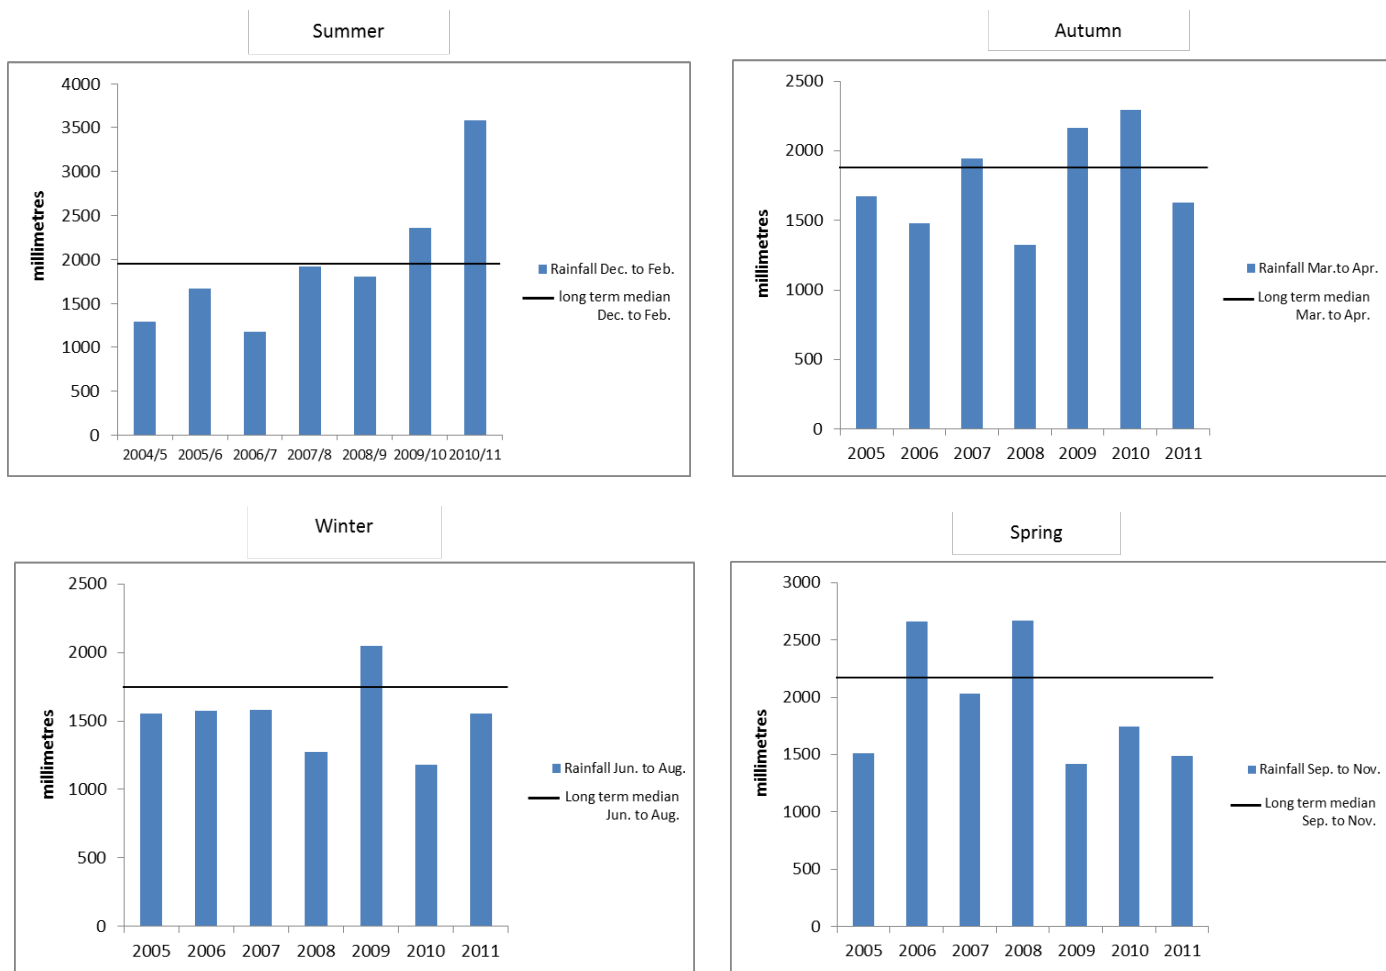 Summer
millimetres
4000
3500
3000
2500
2000
1500
1000
500
0
2004/5 2005/6 2006/7 2007/8 2008/9 2009/10 2010/11
Rainfall Dec. to Feb.
long term median
Dec. to Feb.
Autumn
millimetres
2500
2000
1500
1000
500
0
2005 2006 2007 2008 2009 2010 2011
Rainfall Mar.to Apr.
Long term median
Mar. to Apr.
Winter
millimetres
2500
2000
1500
1000
500
0
2005 2006 2007 2008 2009 2010 2011
Rainfall Jun. to Aug.
Long term median
Jun. to Aug.
Spring
millimetres
3000
2500
2000
1500
1000
500
0
2005 2006 2007 2008 2009 2010 2011
Rainfall Sep. to Nov.
Long term median
Sep. to Nov.